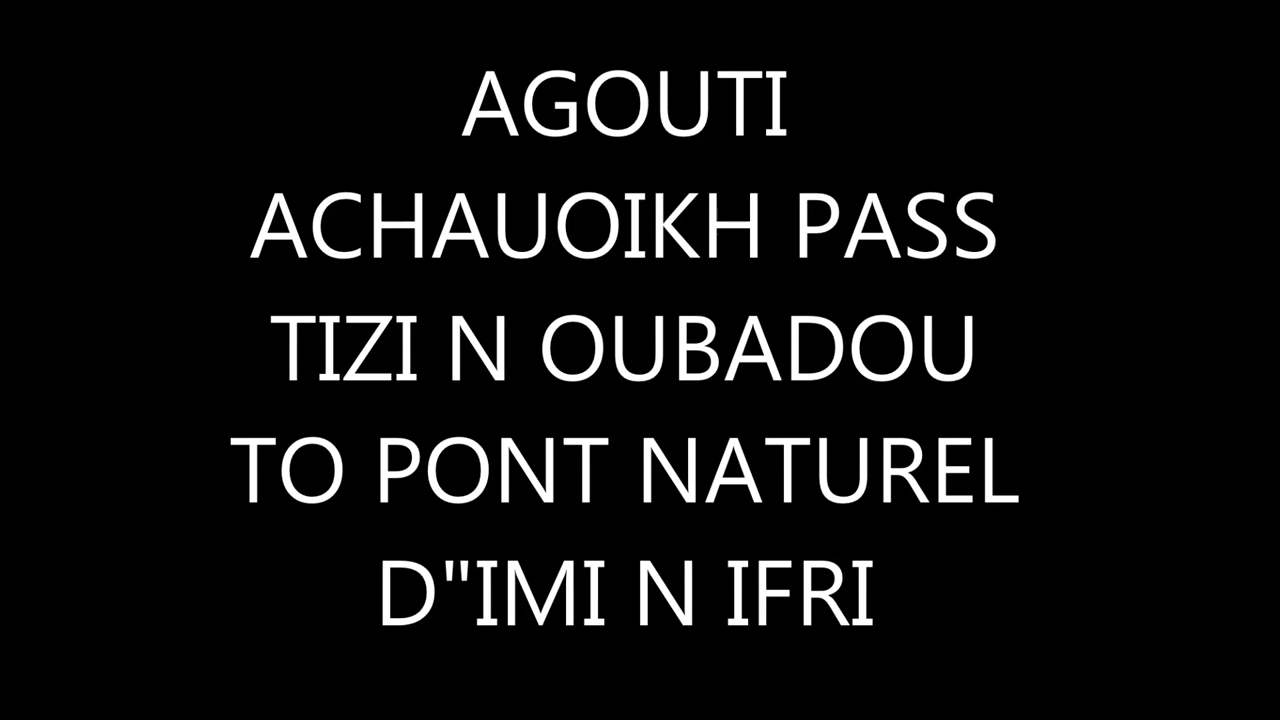 AGOUTI
ACHAUOIKH PASS
TIZI N OUBADOU
TO PONT NATUREL
D"IMI N IFRI